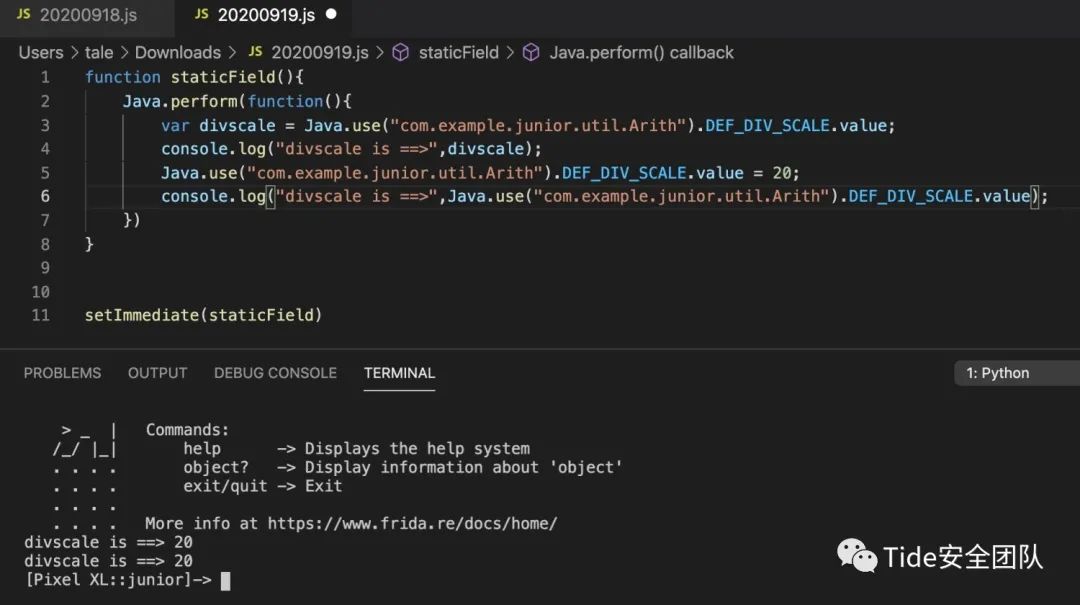 JS 20200918.js JS 20200919.js ●
Users > tale > Downloads > JS 20200919.js > staticField > Java.perform() callback
1 function staticField(){
2 Java.perform(function(){
3 var divscale = Java.use("com.example.junior.util.Arith").DEF_DIV_SCALE.value;
4 console.log("divscale is ==>",divscale);
5 Java.use("com.example.junior.util.Arith").DEF_DIV_SCALE.value = 20;
6 console.log("divscale is ==>",Java.use("com.example.junior.util.Arith").DEF_DIV_SCALE.value);
7 })
8 }
9
10
11 setImmediate(staticField)
PROBLEMS OUTPUT DEBUG CONSOLE TERMINAL 1: Python
> _ | Commands:
/_/ |_| help -> Displays the help system
. . . . object? -> Display information about 'object'
. . . . exit/quit -> Exit
. . . .
. . . . More info at https://www.frida.re/docs/home/
divscale is ==> 20
divscale is ==> 20
[Pixel XL::junior]->
Tide安全团队